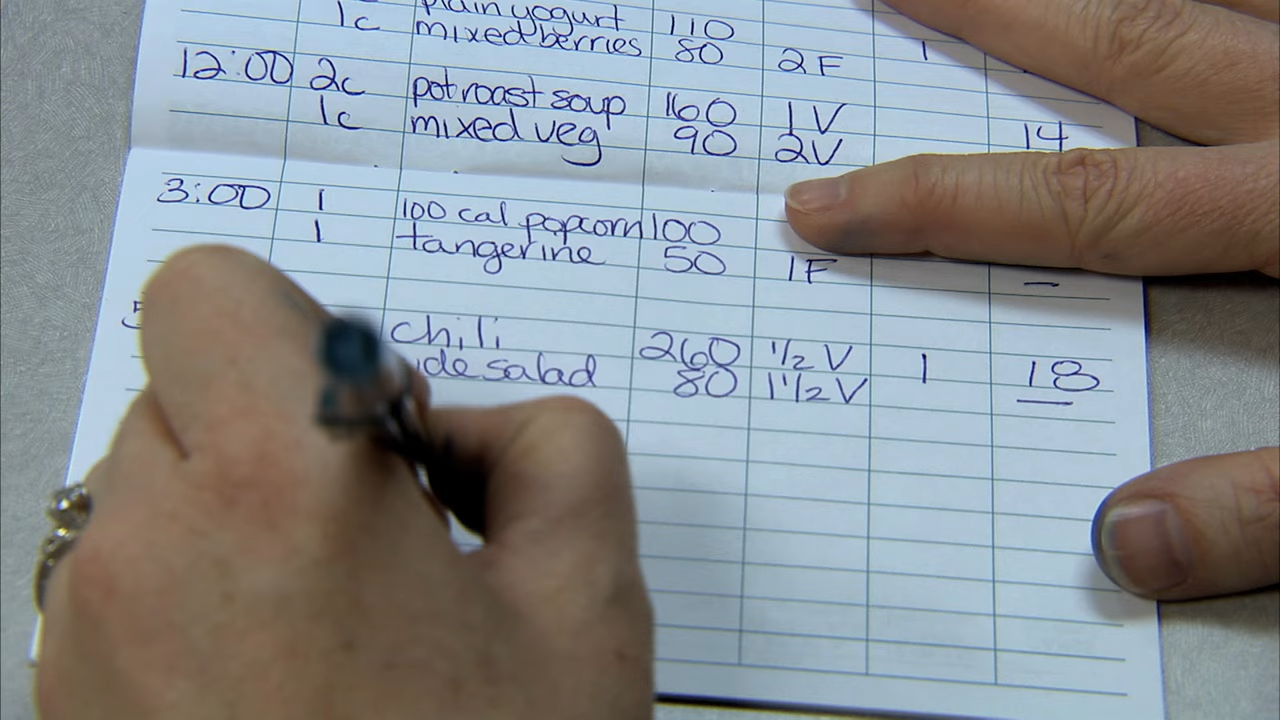 plain yogurt 110
1c mixed berries 80 2F 1
12:00 2c pot roast soup 160 1V
1c mixed veg 90 2V 14
3:00 1 100 cal popcorn 100
1 tangerine 50 1F
chili 260 1/2 V
salad 80 1 1/2 V 1 18